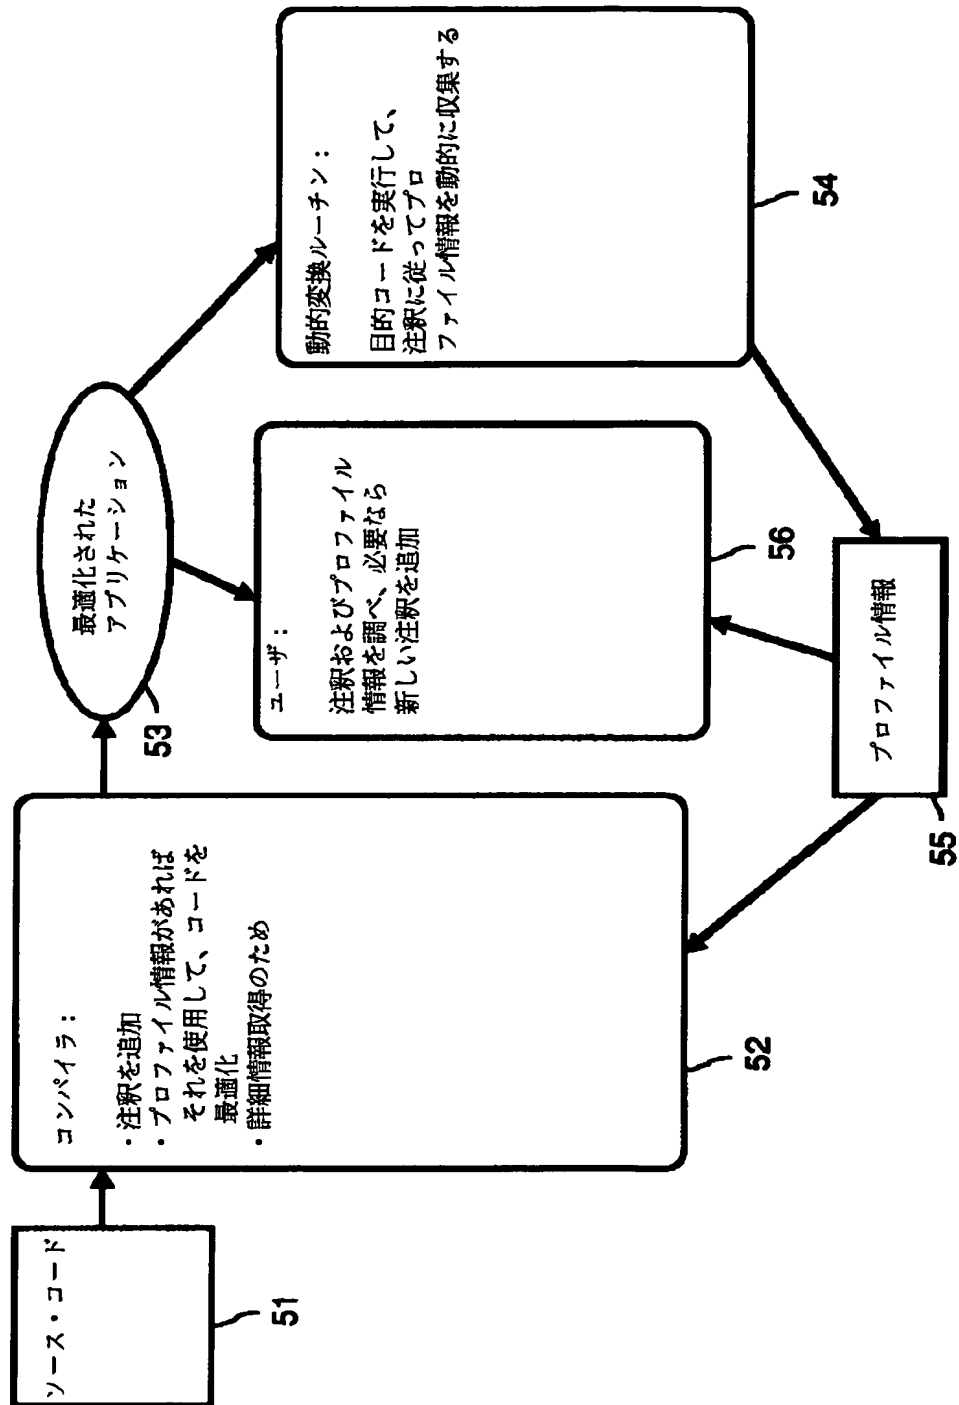 ソース・コード
51
コンパイラ：
・注釈を追加
・プロファイル情報があれば
それを使用して、コードを
最適化
・詳細情報取得のため
52
最適化された
アプリケーション
53
ユーザ：
注釈およびプロファイル
情報を調べ、必要なら
新しい注釈を追加
56
動的変換ルーチン：
目的コードを実行して、
注釈に従ってプロ
ファイル情報を動的に収集する
54
プロファイル情報
55